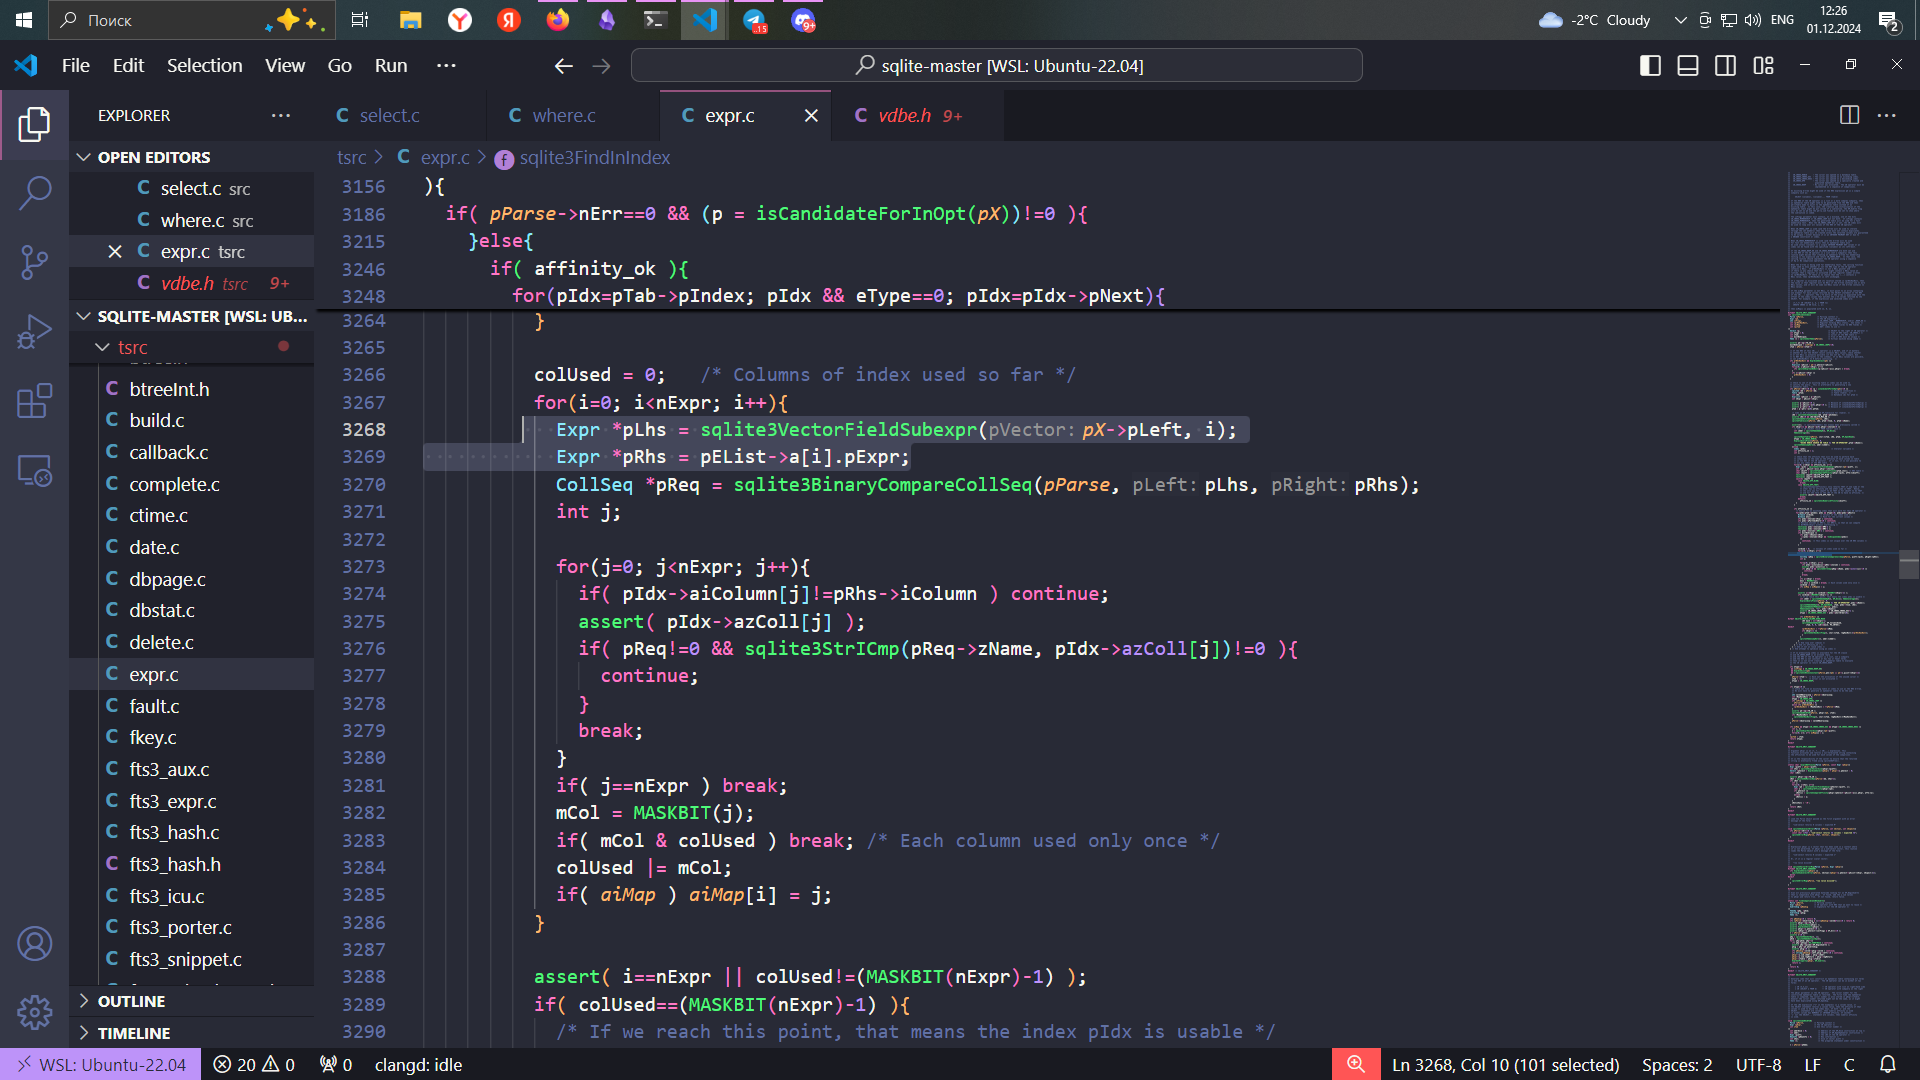 Поиск
.15
9+
-2°C Cloudy
ENG
12:26
01.12.2024
2
File Edit Selection View Go Run ···
sqlite-master [WSL: Ubuntu-22.04]
EXPLORER
C select.c
C where.c
C expr.c
C vdbe.h 9+
OPEN EDITORS
C select.c src
C where.c src
C expr.c tsrc
C vdbe.h tsrc 9+
SQLITE-MASTER [WSL: UB...
tsrc
C btreeInt.h
C build.c
C callback.c
C complete.c
C ctime.c
C date.c
C dbpage.c
C dbstat.c
C delete.c
C expr.c
C fault.c
C fkey.c
C fts3_aux.c
C fts3_expr.c
C fts3_hash.c
C fts3_hash.h
C fts3_icu.c
C fts3_porter.c
C fts3_snippet.c
OUTLINE
TIMELINE
tsrc > C expr.c > f sqlite3FindInIndex
3156 ){
3186 if( pParse->nErr==0 && (p = isCandidateForInOpt(pX))!=0 ){
3215 }else{
3246 if( affinity_ok ){
3248 for(pIdx=pTab->pIndex; pIdx && eType==0; pIdx=pIdx->pNext){
3264 }
3265
3266 colUsed = 0; /* Columns of index used so far */
3267 for(i=0; i<nExpr; i++){
3268 Expr *pLhs = sqlite3VectorFieldSubexpr(pVector: pX->pLeft, i);
3269 Expr *pRhs = pEList->a[i].pExpr;
3270 CollSeq *pReq = sqlite3BinaryCompareCollSeq(pParse, pLeft: pLhs, pRight: pRhs);
3271 int j;
3272
3273 for(j=0; j<nExpr; j++){
3274 if( pIdx->aiColumn[j]!=pRhs->iColumn ) continue;
3275 assert( pIdx->azColl[j] );
3276 if( pReq!=0 && sqlite3StrICmp(pReq->zName, pIdx->azColl[j])!=0 ){
3277 continue;
3278 }
3279 break;
3280 }
3281 if( j==nExpr ) break;
3282 mCol = MASKBIT(j);
3283 if( mCol & colUsed ) break; /* Each column used only once */
3284 colUsed |= mCol;
3285 if( aiMap ) aiMap[i] = j;
3286 }
3287
3288 assert( i==nExpr || colUsed!=(MASKBIT(nExpr)-1) );
3289 if( colUsed==(MASKBIT(nExpr)-1) ){
3290 /* If we reach this point, that means the index pIdx is usable */
WSL: Ubuntu-22.04 20 0 0 clangd: idle
Ln 3268, Col 10 (101 selected) Spaces: 2 UTF-8 LF C